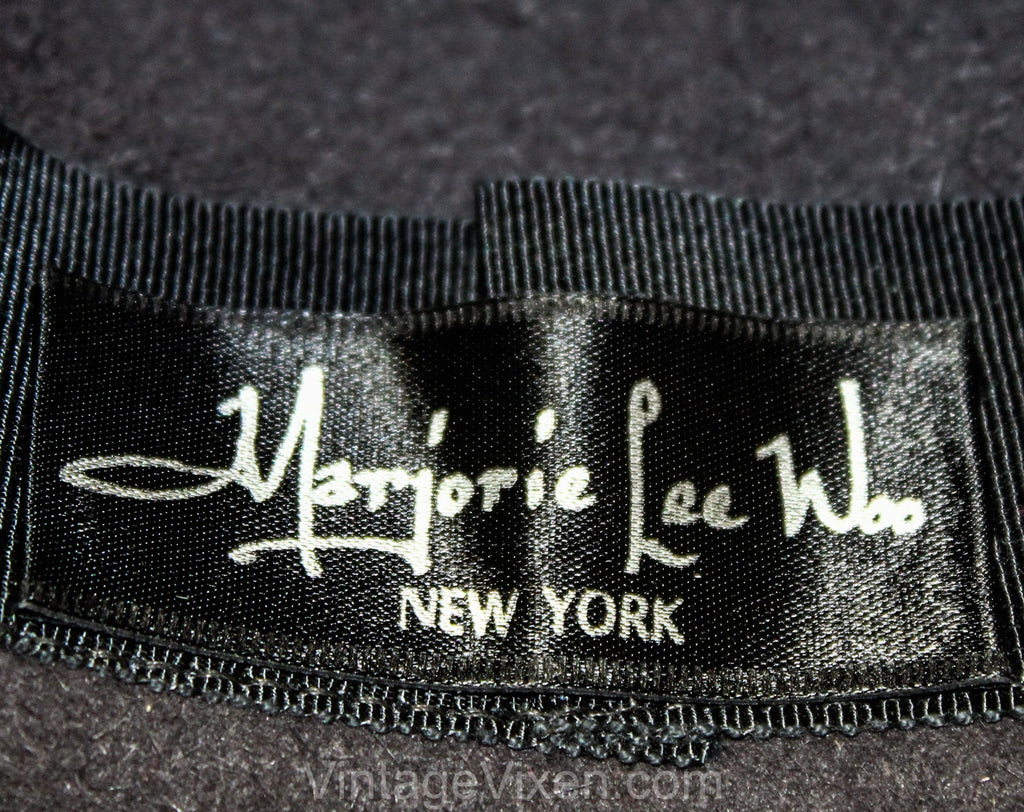 Marjorie Lee Woo
NEW YORK
VintageVixen.com